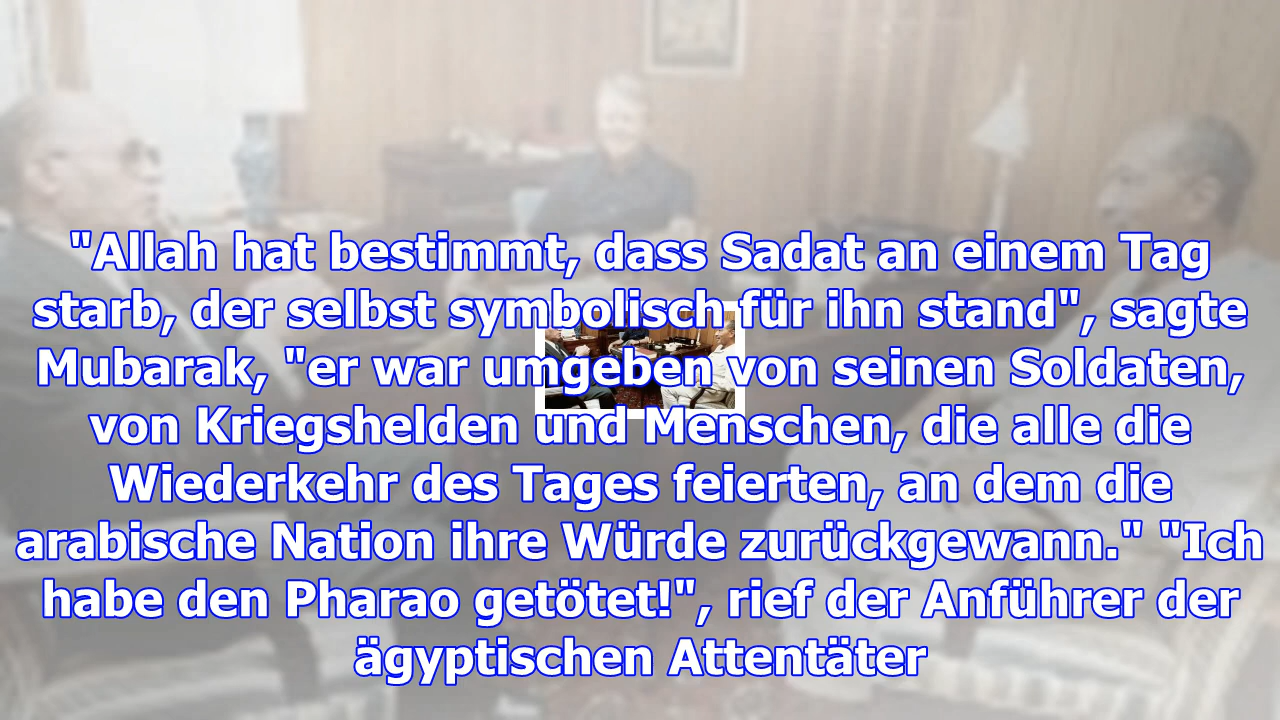 "Allah hat bestimmt, dass Sadat an einem Tag
starb, der selbst symbolisch für ihn stand", sagte
Mubarak, "er war umgeben von seinen Soldaten,
von Kriegshelden und Menschen, die alle die
Wiederkehr des Tages feierten, an dem die
arabische Nation ihre Würde zurückgewann." "Ich
habe den Pharao getötet!", rief der Anführer der
ägyptischen Attentäter